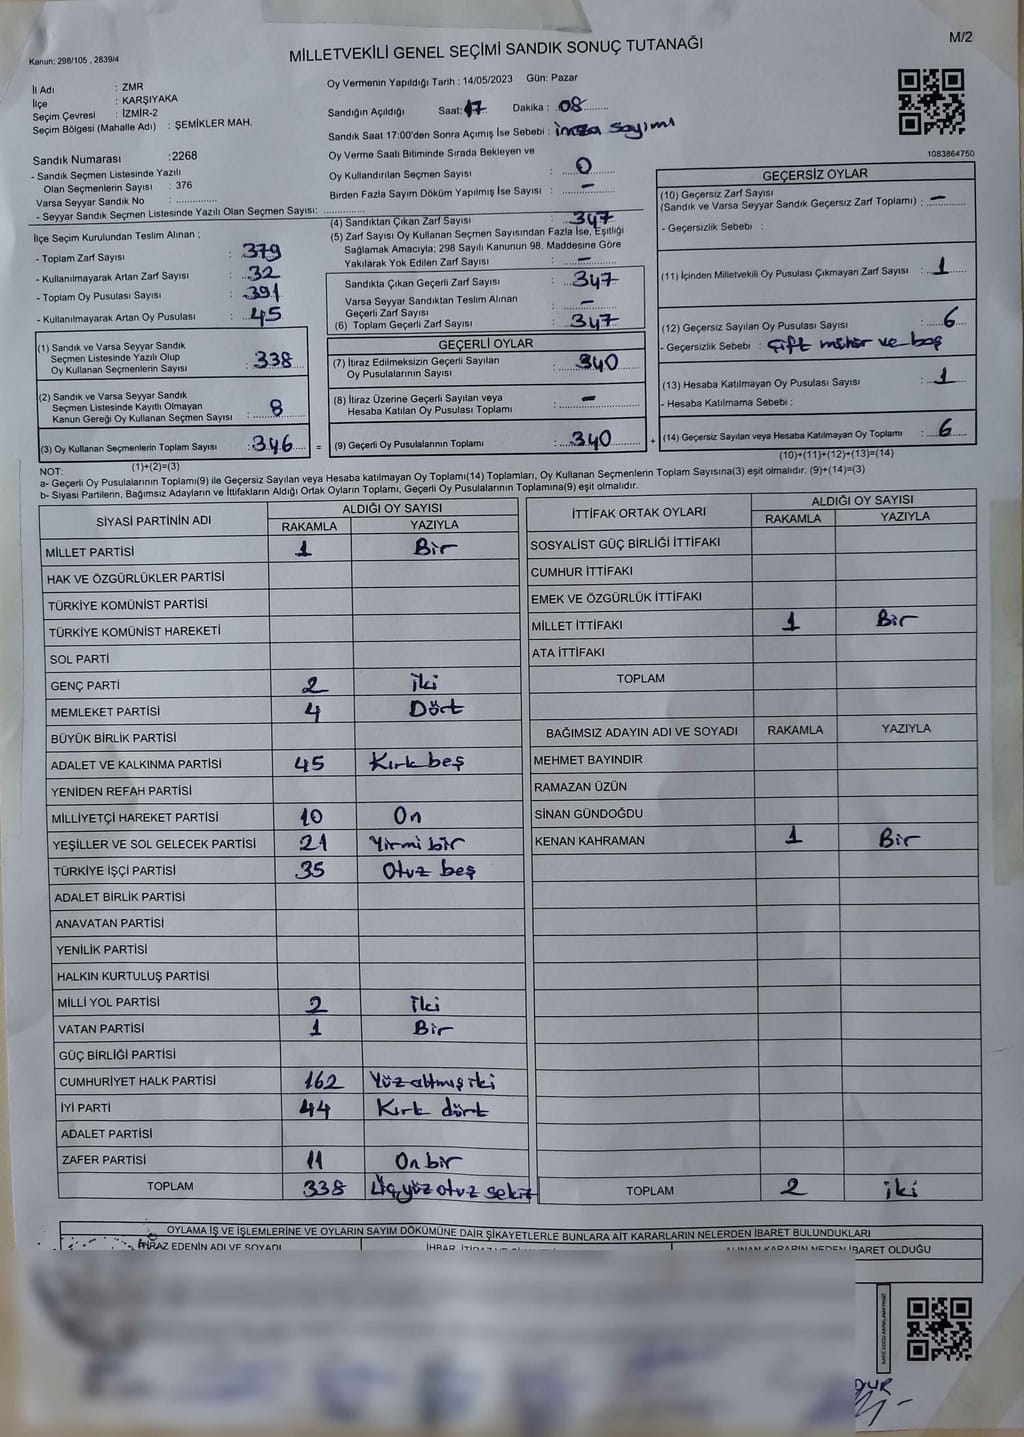 Kanun: 298/105 , 2839/4
MİLLETVEKİLİ GENEL SEÇİMİ SANDIK SONUÇ TUTANAĞI
M/2
İl Adı : ZMR
İlçe : KARŞIYAKA
Seçim Çevresi : İZMİR-2
Seçim Bölgesi (Mahalle Adı) : ŞEMİKLER MAH.
Sandık Numarası :2268
- Sandık Seçmen Listesinde Yazılı
Olan Seçmenlerin Sayısı : 376
Varsa Seyyar Sandık No : ..............
- Seyyar Sandık Seçmen Listesinde Yazılı Olan Seçmen Sayısı: ..............
Oy Vermenin Yapıldığı Tarih : 14/05/2023 Gün: Pazar
Sandığın Açıldığı Saat: 17 Dakika : 08
Sandık Saat 17:00'den Sonra Açımış İse Sebebi : imza sayımı
Oy Verme Saati Bitiminde Sırada Bekleyen ve
Oy Kullandırılan Seçmen Sayısı : 0
Birden Fazla Sayım Döküm Yapılmış İse Sayısı : –
1083864750
İlçe Seçim Kurulundan Teslim Alınan ;
- Toplam Zarf Sayısı : 379
- Kullanılmayarak Artan Zarf Sayısı : 32
- Toplam Oy Pusulası Sayısı : 391
- Kullanılmayarak Artan Oy Pusulası : 45
(4) Sandıktan Çıkan Zarf Sayısı : 347
(5) Zarf Sayısı Oy Kullanan Seçmen Sayısından Fazla İse, Eşitliği
Sağlamak Amacıyla; 298 Sayılı Kanunun 98. Maddesine Göre
Yakılarak Yok Edilen Zarf Sayısı : –
Sandıkta Çıkan Geçerli Zarf Sayısı : 347
Varsa Seyyar Sandıktan Teslim Alınan
Geçerli Zarf Sayısı : –
(6) Toplam Geçerli Zarf Sayısı : 347
GEÇERSİZ OYLAR
(10) Geçersiz Zarf Sayısı
(Sandık ve Varsa Seyyar Sandık Geçersiz Zarf Toplamı) : –
- Geçersizlik Sebebi :
(11) İçinden Milletvekili Oy Pusulası Çıkmayan Zarf Sayısı : 1
(12) Geçersiz Sayılan Oy Pusulası Sayısı : 6
- Geçersizlik Sebebi : Çift mühür ve boş
(13) Hesaba Katılmayan Oy Pusulası Sayısı : 1
- Hesaba Katılmama Sebebi :
(14) Geçersiz Sayılan veya Hesaba Katılmayan Oy Toplamı : 6
(10)+(11)+(12)+(13)=(14)
(1) Sandık ve Varsa Seyyar Sandık
Seçmen Listesinde Yazılı Olup
Oy Kullanan Seçmenlerin Sayısı : 338
(2) Sandık ve Varsa Seyyar Sandık
Seçmen Listesinde Kayıtlı Olmayan
Kanun Gereği Oy Kullanan Seçmen Sayısı : 8
(3) Oy Kullanan Seçmenlerin Toplam Sayısı : 346 =
(1)+(2)=(3)
GEÇERLİ OYLAR
(7) İtiraz Edilmeksizin Geçerli Sayılan
Oy Pusulalarının Sayısı : 340
(8) İtiraz Üzerine Geçerli Sayılan veya
Hesaba Katılan Oy Pusulası Toplamı : –
(9) Geçerli Oy Pusulalarının Toplamı : 340 +
NOT:
a- Geçerli Oy Pusulalarının Toplamı(9) ile Geçersiz Sayılan veya Hesaba katılmayan Oy Toplamı(14) Toplamları, Oy Kullanan Seçmenlerin Toplam Sayısına(3) eşit olmalıdır. (9)+(14)=(3)
b- Siyasi Partilerin, Bağımsız Adayların ve İttifakların Aldığı Ortak Oyların Toplamı, Geçerli Oy Pusulalarının Toplamına(9) eşit olmalıdır.
SİYASİ PARTİNİN ADI ALDIĞI OY SAYISI
RAKAMLA YAZIYLA
MİLLET PARTİSİ 1 Bir
HAK VE ÖZGÜRLÜKLER PARTİSİ
TÜRKİYE KOMÜNİST PARTİSİ
TÜRKİYE KOMÜNİST HAREKETİ
SOL PARTİ
GENÇ PARTİ 2 İki
MEMLEKET PARTİSİ 4 Dört
BÜYÜK BİRLİK PARTİSİ
ADALET VE KALKINMA PARTİSİ 45 Kırk beş
YENİDEN REFAH PARTİSİ
MİLLİYETÇİ HAREKET PARTİSİ 10 On
YEŞİLLER VE SOL GELECEK PARTİSİ 21 Yirmi bir
TÜRKİYE İŞÇİ PARTİSİ 35 Otuz beş
ADALET BİRLİK PARTİSİ
ANAVATAN PARTİSİ
YENİLİK PARTİSİ
HALKIN KURTULUŞ PARTİSİ
MİLLİ YOL PARTİSİ 2 İki
VATAN PARTİSİ 1 Bir
GÜÇ BİRLİĞİ PARTİSİ
CUMHURİYET HALK PARTİSİ 162 Yüz altmış iki
İYİ PARTİ 44 Kırk dört
ADALET PARTİSİ
ZAFER PARTİSİ 11 On bir
TOPLAM 338 Üç yüz otuz sekiz
İTTİFAK ORTAK OYLARI ALDIĞI OY SAYISI
RAKAMLA YAZIYLA
SOSYALİST GÜÇ BİRLİĞİ İTTİFAKI
CUMHUR İTTİFAKI
EMEK VE ÖZGÜRLÜK İTTİFAKI
MİLLET İTTİFAKI 1 Bir
ATA İTTİFAKI
TOPLAM
BAĞIMSIZ ADAYIN ADI VE SOYADI RAKAMLA YAZIYLA
MEHMET BAYINDIR
RAMAZAN ÜZÜN
SİNAN GÜNDOĞDU
KENAN KAHRAMAN 1 Bir
TOPLAM 2 iki
OYLAMA İŞ VE İŞLEMLERİNE VE OYLARIN SAYIM DÖKÜMÜNE DAİR ŞİKAYETLERLE BUNLARA AİT KARARLARIN NELERDEN İBARET BULUNDUKLARI
İTİRAZ EDENİN ADI VE SOYADI
ALINAN KARARIN NEDEN İBARET OLDUĞU